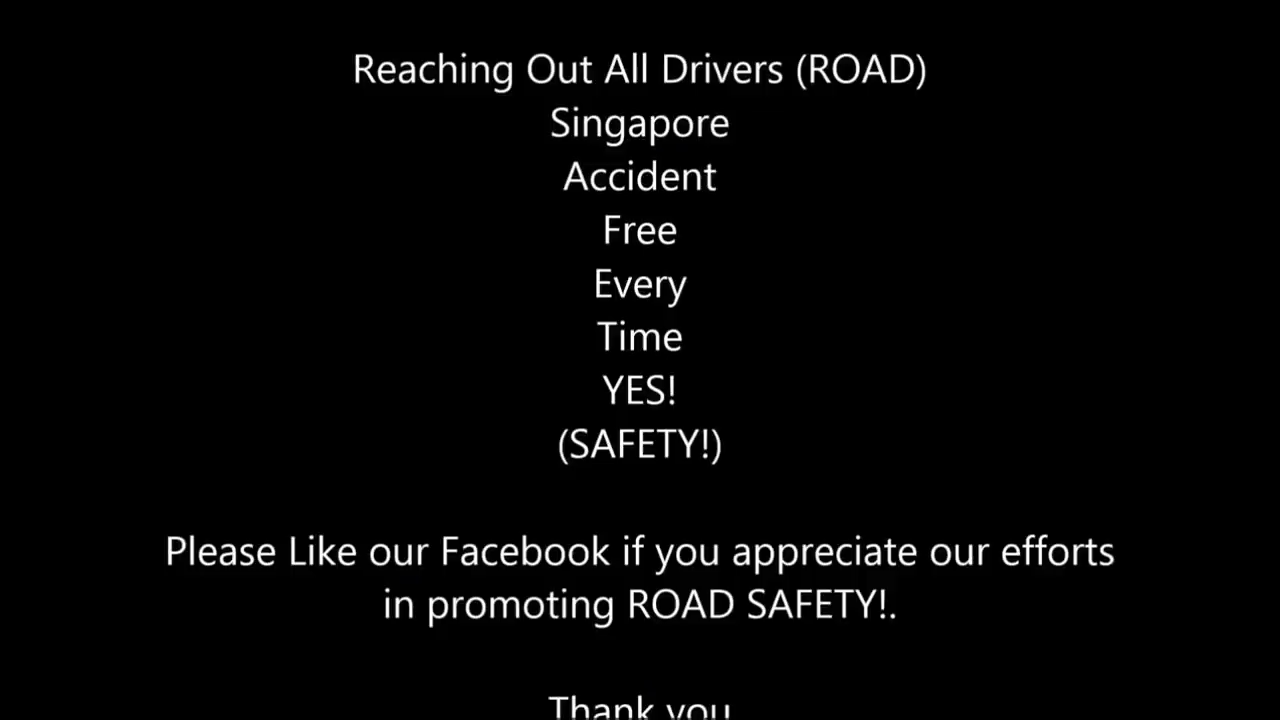 Reaching Out All Drivers (ROAD)
Singapore
Accident
Free
Every
Time
YES!
(SAFETY!)
Please Like our Facebook if you appreciate our efforts
in promoting ROAD SAFETY!.
Thank you